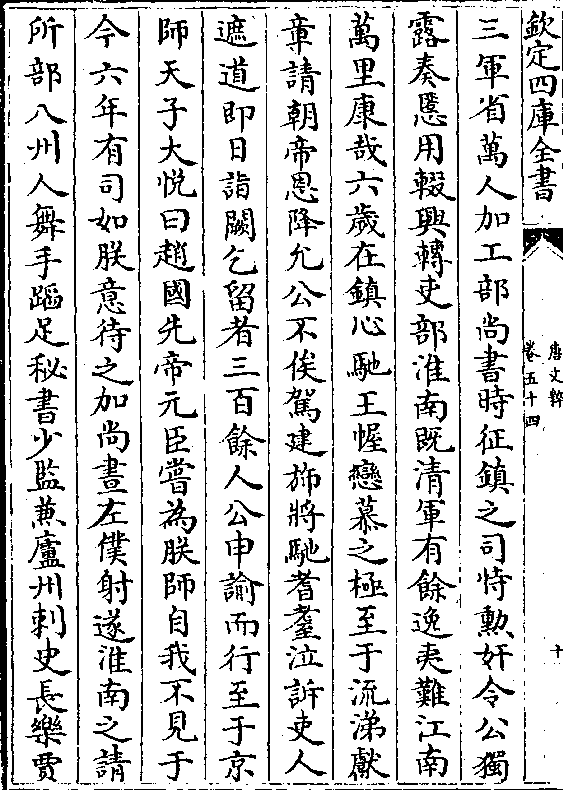 欽定四庫全書
唐文粹
卷五十四
十
三軍省萬人加工部尚書時征鎮之司恃勲奸令公獨
露奏慝用輟興轉吏部淮南既清軍有餘逸夷難江南
萬里康哉六歲在鎮心馳王幄戀慕之極至于流涕獻
章請朝帝恩降允公不俟駕建斾將馳耆耋泣訴吏人
遮道即日詣闕乞留者三百餘人公申諭而行至于京
師天子大悅曰趙國先帝元臣嘗為朕師自我不見于
今六年有司如朕意待之加尚書左僕射遂淮南之請
所部八州人舞手蹈足秘書少監兼廬州刺史長樂賈